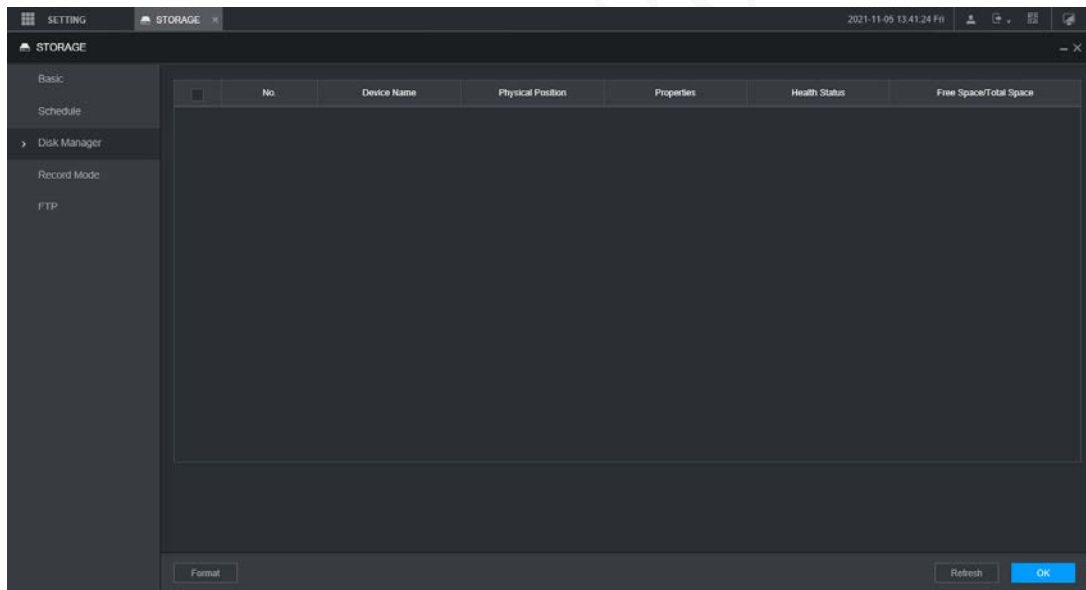 SETTING STORAGE × 2021-11-05 13:41:24 Fri
STORAGE
Basic
Schedule
Disk Manager
Record Mode
FTP
No. Device Name Physical Position Properties Health Status Free Space/Total Space
Format Refresh OK